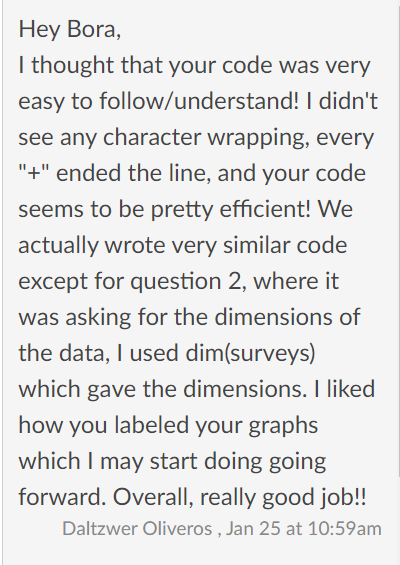 Hey Bora,
I thought that your code was very
easy to follow/understand! I didn't
see any character wrapping, every
"+" ended the line, and your code
seems to be pretty efficient! We
actually wrote very similar code
except for question 2, where it
was asking for the dimensions of
the data, I used dim(surveys)
which gave the dimensions. I liked
how you labeled your graphs
which I may start doing going
forward. Overall, really good job!!
Daltzwer Oliveros , Jan 25 at 10:59am